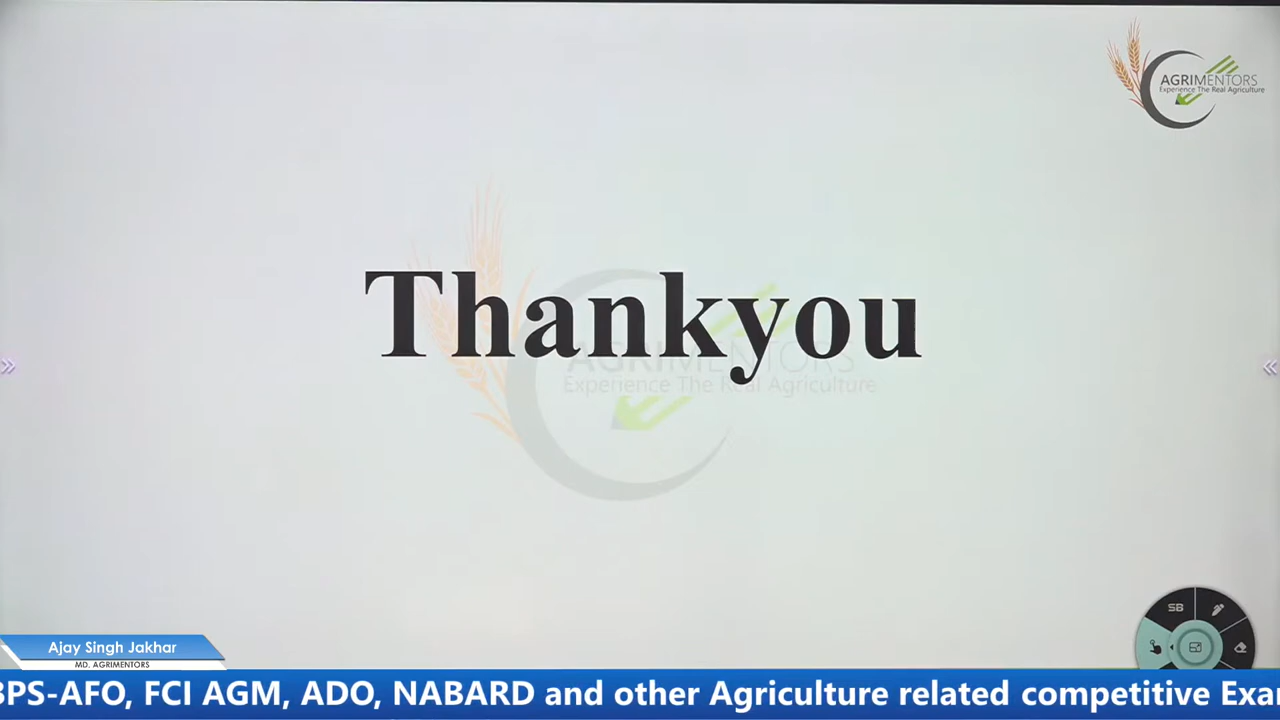 AGRIMENTORS
Experience The Real Agriculture
Thankyou
AGRIMENTORS
Experience The Real Agriculture
SB
Ajay Singh Jakhar
MD. AGRIMENTORS
BPS-AFO, FCI AGM, ADO, NABARD and other Agriculture related competitive Exa